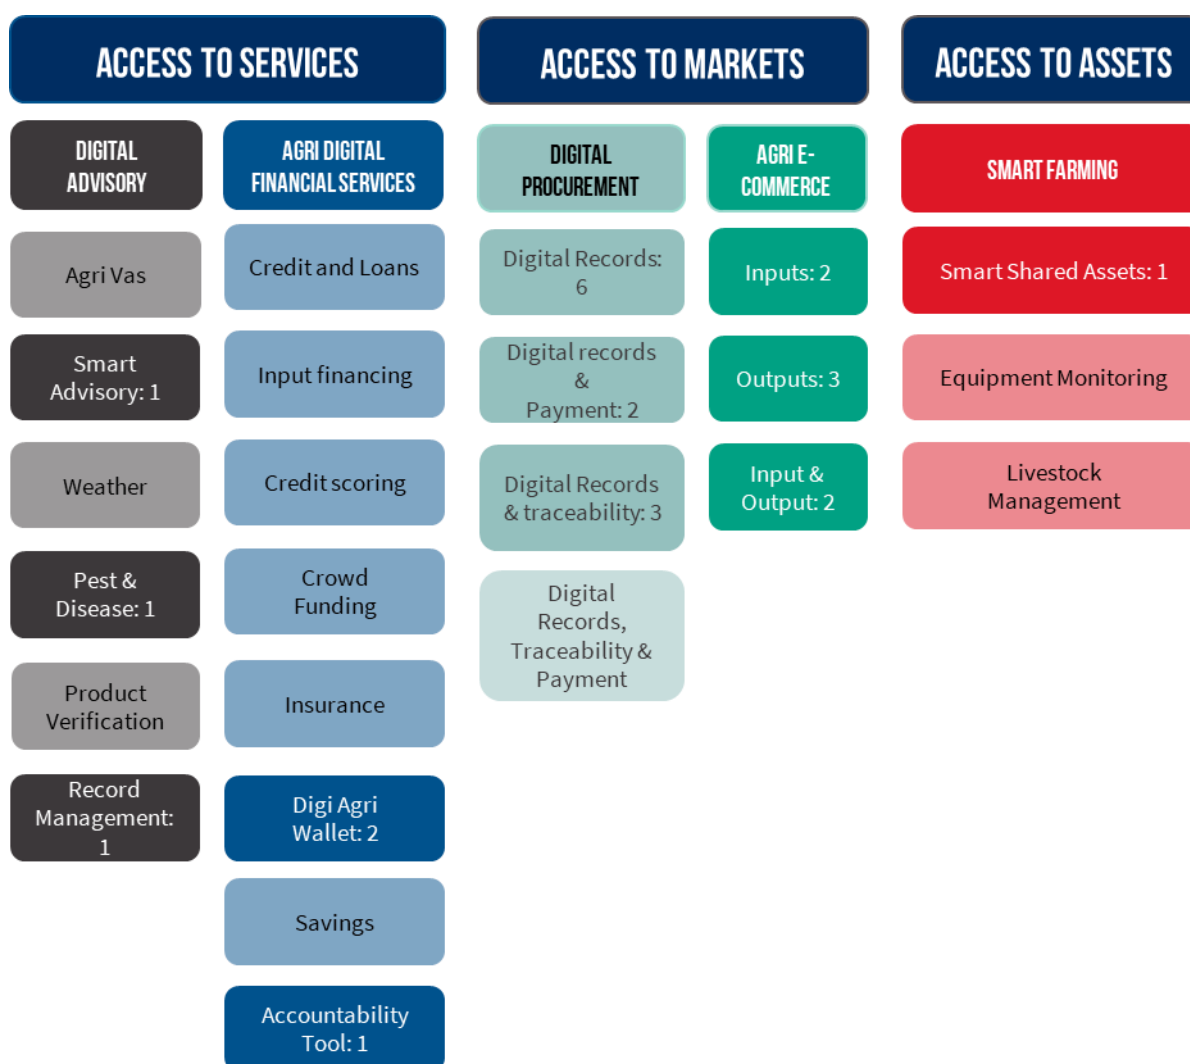 ACCESS TO SERVICES
DIGITAL
ADVISORY
Agri Vas
Smart
Advisory: 1
Weather
Pest &
Disease: 1
Product
Verification
Record
Management:
1
AGRI DIGITAL
FINANCIAL SERVICES
Credit and Loans
Input financing
Credit scoring
Crowd
Funding
Insurance
Digi Agri
Wallet: 2
Savings
Accountability
Tool: 1
ACCESS TO MARKETS
DIGITAL
PROCUREMENT
Digital Records:
6
Digital records
&
Payment: 2
Digital Records
& traceability: 3
Digital
Records,
Traceability &
Payment
AGRI E-
COMMERCE
Inputs: 2
Outputs: 3
Input &
Output: 2
ACCESS TO ASSETS
SMART FARMING
Smart Shared Assets: 1
Equipment Monitoring
Livestock
Management